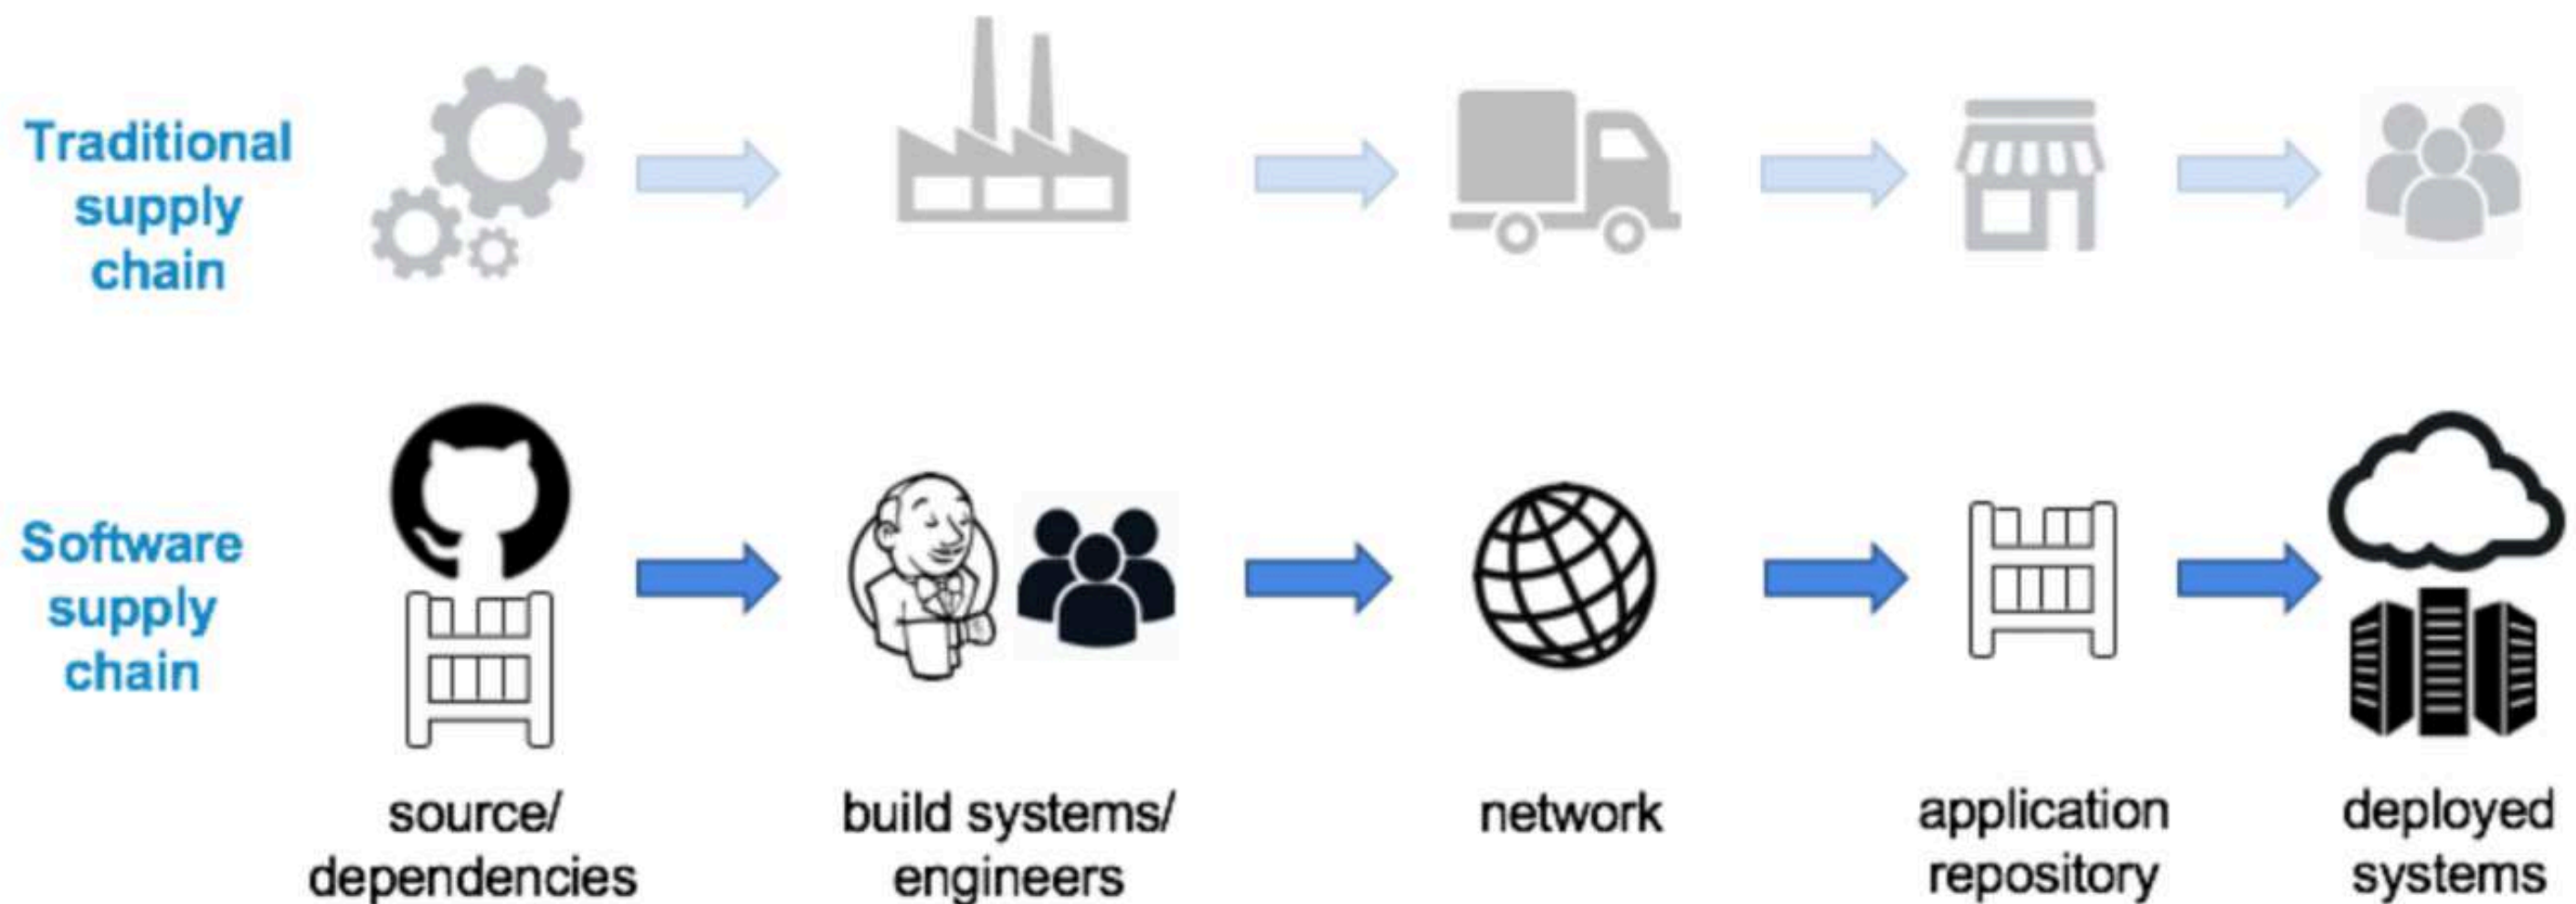 Traditional
supply
chain
Software
supply
chain
source/
dependencies
build systems/
engineers
network
application
repository
deployed
systems